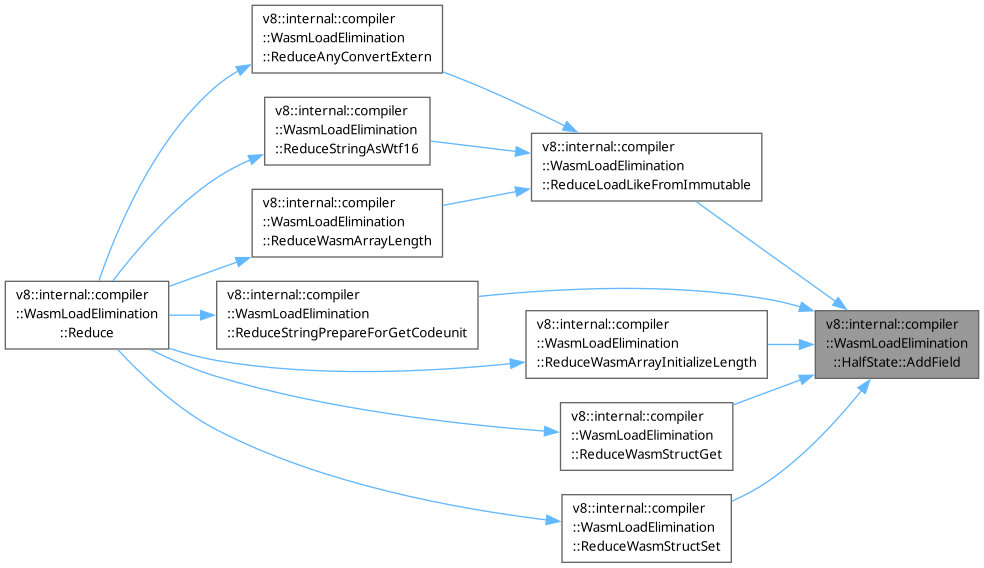 v8::internal::compiler
::WasmLoadElimination
::ReduceAnyConvertExtern
v8::internal::compiler
::WasmLoadElimination
::ReduceStringAsWtf16
v8::internal::compiler
::WasmLoadElimination
::ReduceLoadLikeFromImmutable
v8::internal::compiler
::WasmLoadElimination
::ReduceWasmArrayLength
v8::internal::compiler
::WasmLoadElimination
::Reduce
v8::internal::compiler
::WasmLoadElimination
::ReduceStringPrepareForGetCodeunit
v8::internal::compiler
::WasmLoadElimination
::ReduceWasmArrayInitializeLength
v8::internal::compiler
::WasmLoadElimination
::HalfState::AddField
v8::internal::compiler
::WasmLoadElimination
::ReduceWasmStructGet
v8::internal::compiler
::WasmLoadElimination
::ReduceWasmStructSet